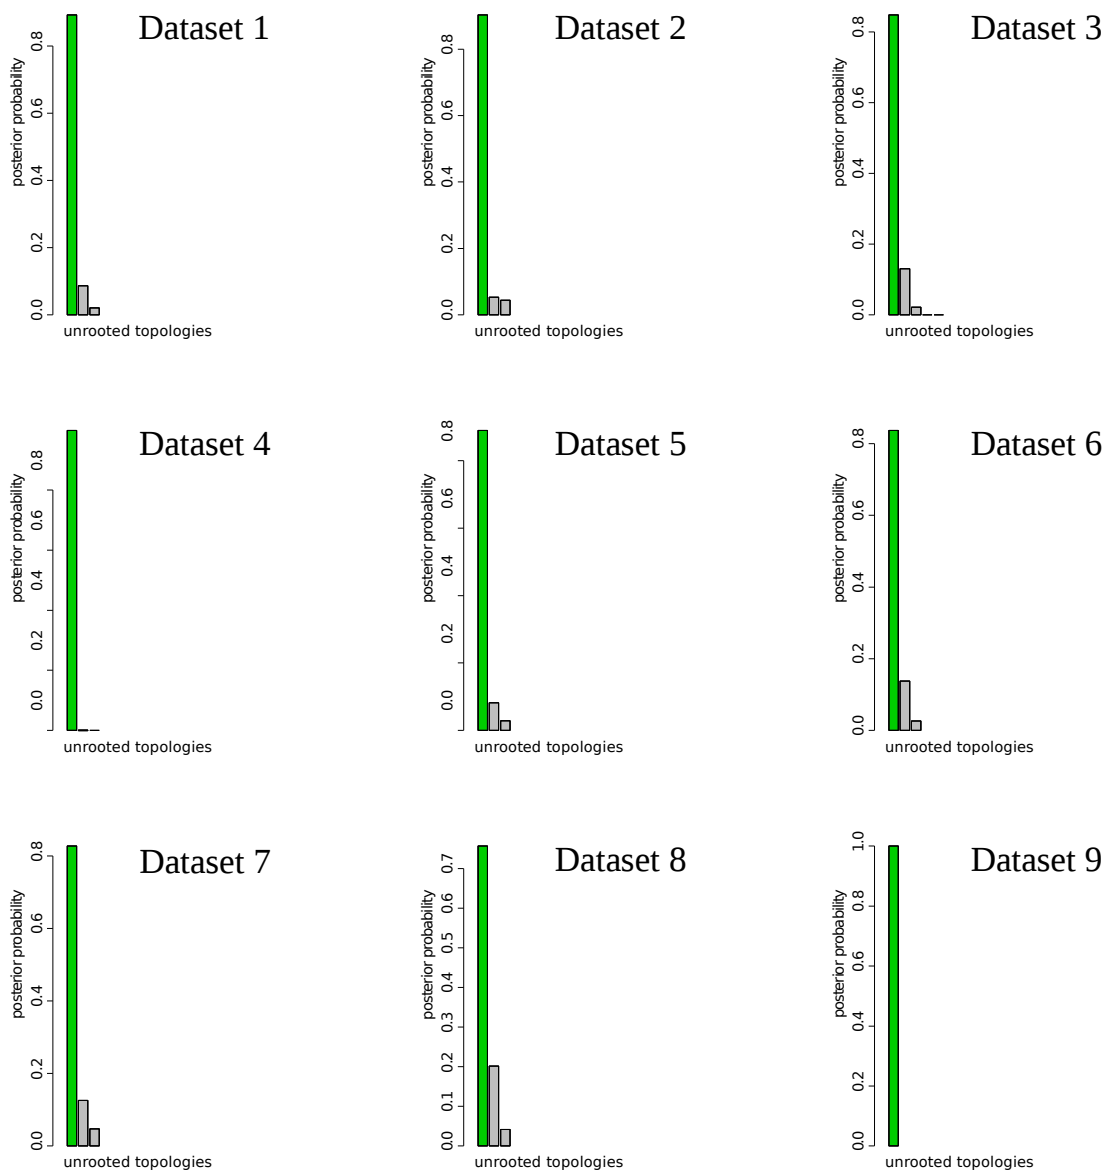 Dataset 1
posterior probability
0.8
0.6
0.4
0.2
0.0
unrooted topologies
Dataset 2
posterior probability
0.8
0.6
0.4
0.2
0.0
unrooted topologies
Dataset 3
posterior probability
0.8
0.6
0.4
0.2
0.0
unrooted topologies
Dataset 4
posterior probability
0.8
0.6
0.4
0.2
0.0
unrooted topologies
Dataset 5
posterior probability
0.8
0.6
0.4
0.2
0.0
unrooted topologies
Dataset 6
posterior probability
0.8
0.6
0.4
0.2
0.0
unrooted topologies
Dataset 7
posterior probability
0.8
0.6
0.4
0.2
0.0
unrooted topologies
Dataset 8
posterior probability
0.7
0.6
0.5
0.4
0.3
0.2
0.1
0.0
unrooted topologies
Dataset 9
posterior probability
1.0
0.8
0.6
0.4
0.2
0.0
unrooted topologies